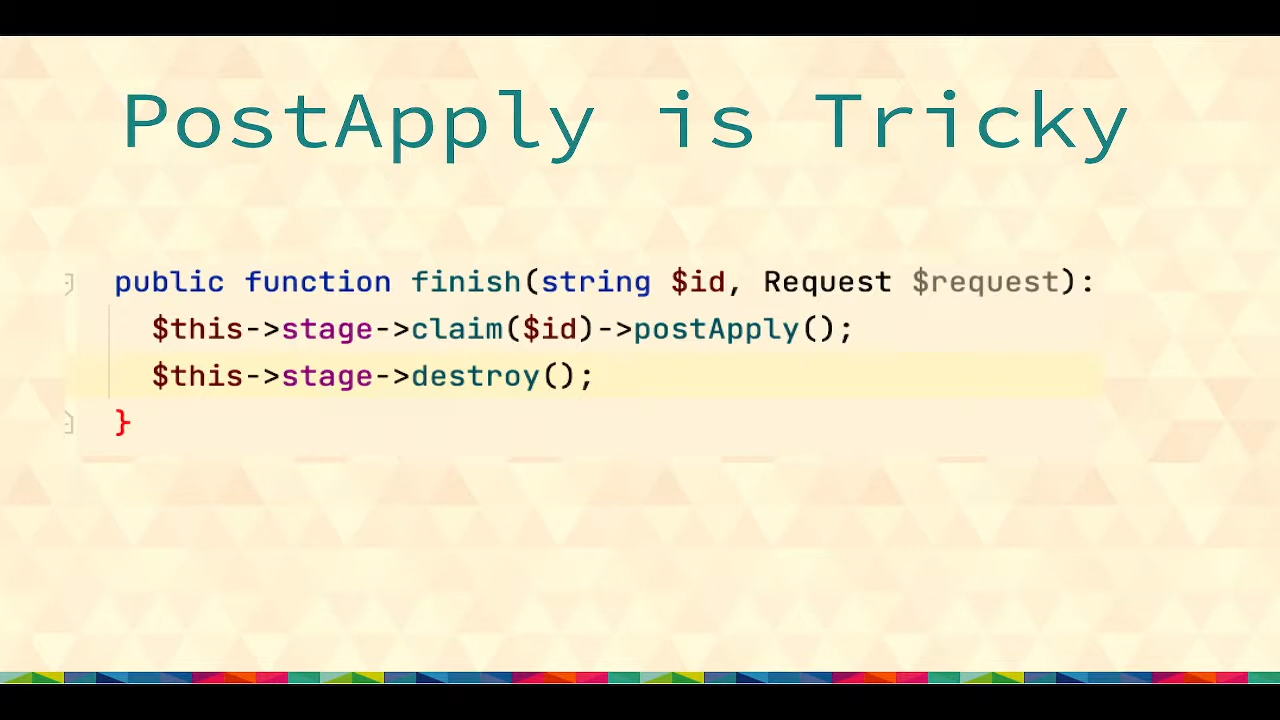 PostApply is Tricky
public function finish(string $id, Request $request):
$this->stage->claim($id)->postApply();
$this->stage->destroy();
}